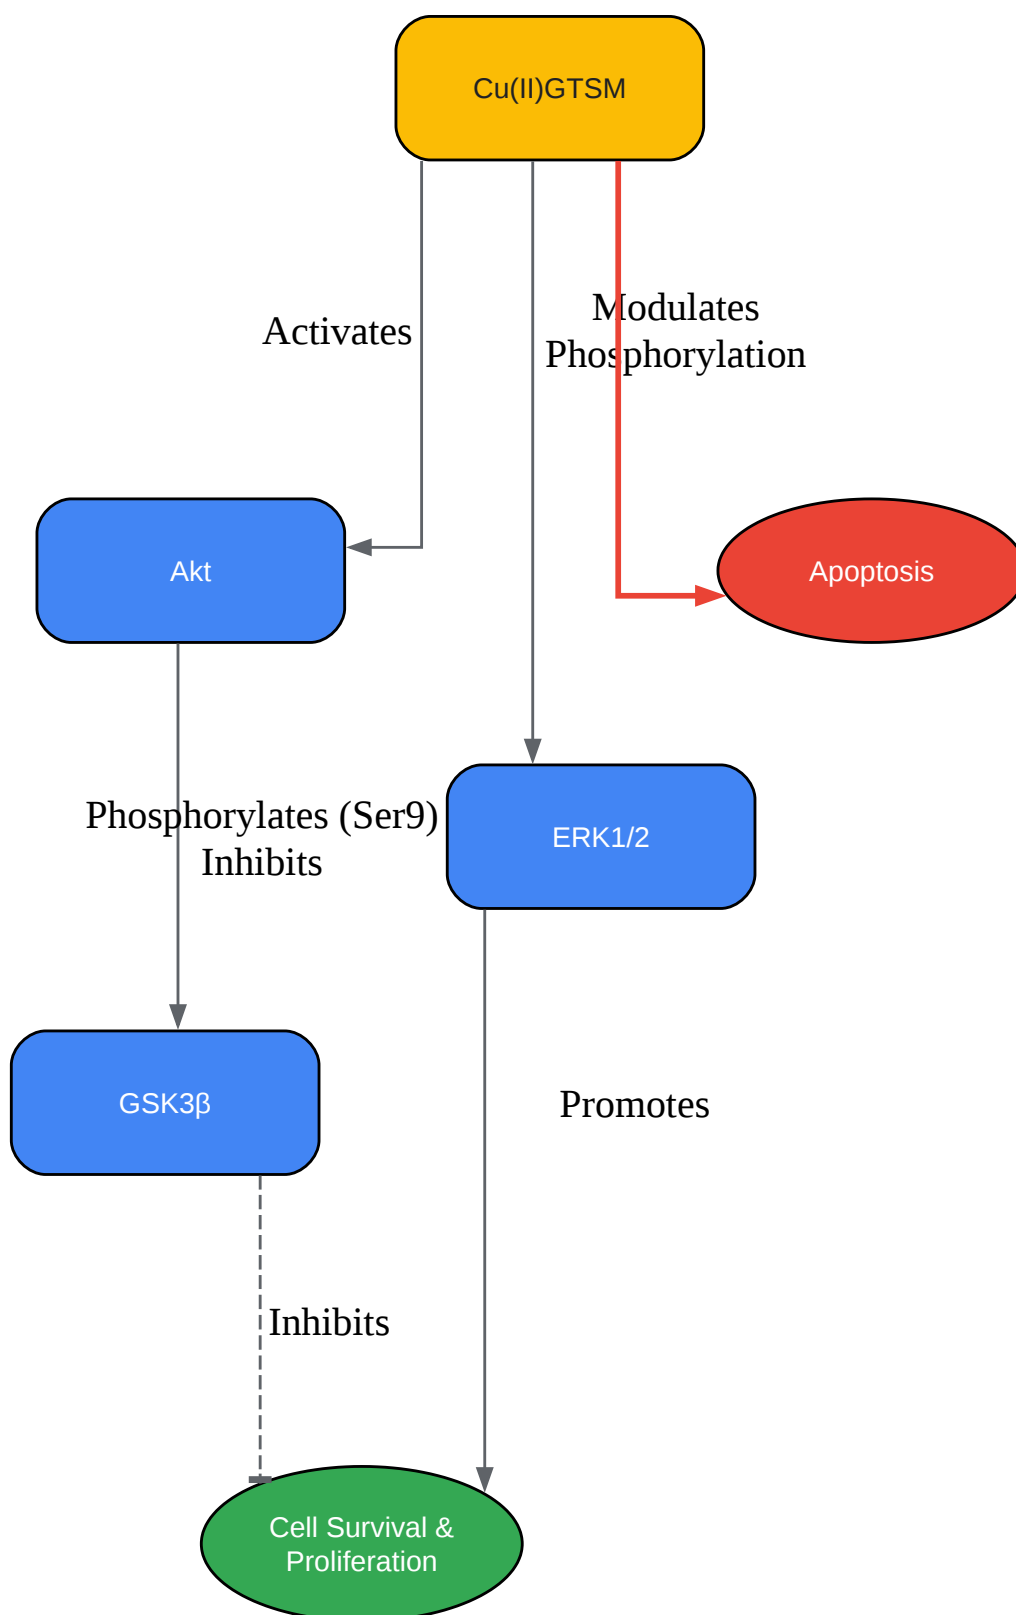 Cu(II)GTSM
Activates
Modulates
Phosphorylation
Akt
Apoptosis
Phosphorylates (Ser9)
Inhibits
ERK1/2
GSK3β
Promotes
Inhibits
Cell Survival &
Proliferation